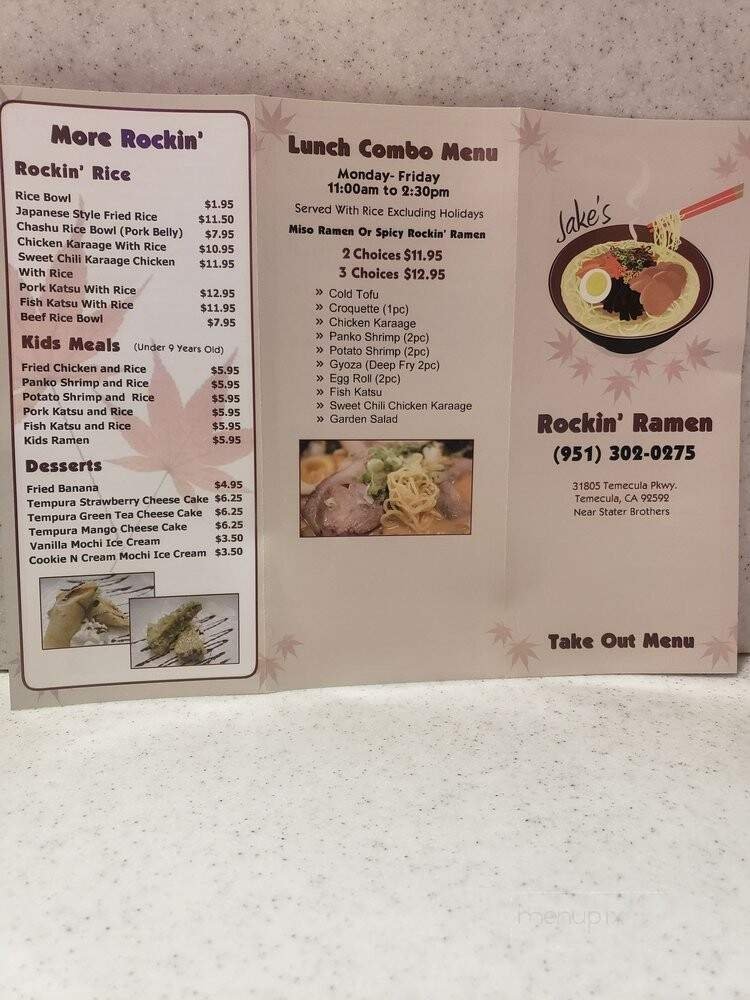 More Rockin'
Rockin' Rice
Rice Bowl $1.95
Japanese Style Fried Rice $11.50
Chashu Rice Bowl (Pork Belly) $7.95
Chicken Karaage With Rice $10.95
Sweet Chili Karaage Chicken $11.95
With Rice
Pork Katsu With Rice $12.95
Fish Katsu With Rice $11.95
Beef Rice Bowl $7.95
Kids Meals (Under 9 Years Old)
Fried Chicken and Rice $5.95
Panko Shrimp and Rice $5.95
Potato Shrimp and Rice $5.95
Pork Katsu and Rice $5.95
Fish Katsu and Rice $5.95
Kids Ramen $5.95
Desserts
Fried Banana $4.95
Tempura Strawberry Cheese Cake $6.25
Tempura Green Tea Cheese Cake $6.25
Tempura Mango Cheese Cake $6.25
Vanilla Mochi Ice Cream $3.50
Cookie N Cream Mochi Ice Cream $3.50
Lunch Combo Menu
Monday- Friday
11:00am to 2:30pm
Served With Rice Excluding Holidays
Miso Ramen Or Spicy Rockin' Ramen
2 Choices $11.95
3 Choices $12.95
» Cold Tofu
» Croquette (1pc)
» Chicken Karaage
» Panko Shrimp (2pc)
» Potato Shrimp (2pc)
» Gyoza (Deep Fry 2pc)
» Egg Roll (2pc)
» Fish Katsu
» Sweet Chili Chicken Karaage
» Garden Salad
Jake's
Rockin' Ramen
(951) 302-0275
31805 Temecula Pkwy.
Temecula, CA 92592
Near Stater Brothers
Take Out Menu
menupix